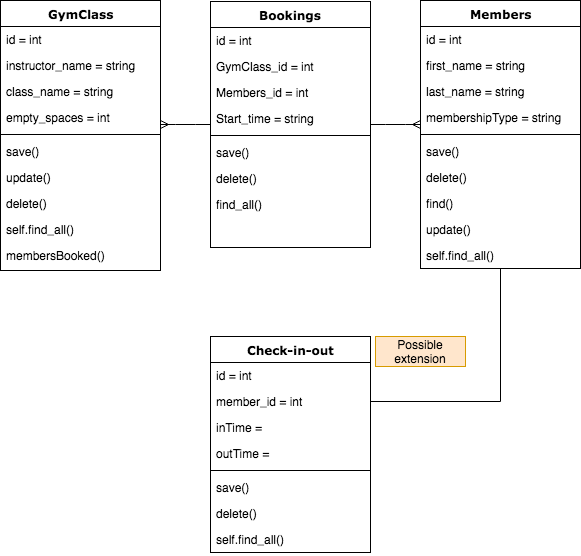 GymClass
id = int
instructor_name = string
class_name = string
empty_spaces = int
save()
update()
delete()
self.find_all()
membersBooked()
Bookings
id = int
GymClass_id = int
Members_id = int
Start_time = string
save()
delete()
find_all()
Members
id = int
first_name = string
last_name = string
membershipType = string
save()
delete()
find()
update()
self.find_all()
Check-in-out
id = int
member_id = int
inTime =
outTime =
save()
delete()
self.find_all()
Possible
extension